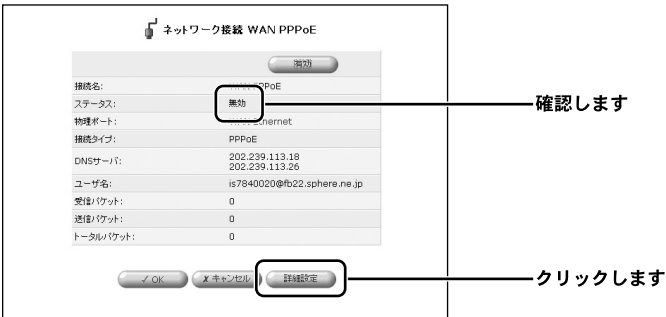 ネットワーク接続 WAN PPPoE
有効
接続名: WAN PPPoE
ステータス: 無効
確認します
物理ポート: WAN Ethernet
接続タイプ: PPPoE
DNSサーバ: 202.239.113.18
202.239.113.26
ユーザ名: is7840020@fb22.sphere.ne.jp
受信パケット: 0
送信パケット: 0
トータルパケット: 0
✓ OK
✗ キャンセル
詳細設定
クリックします